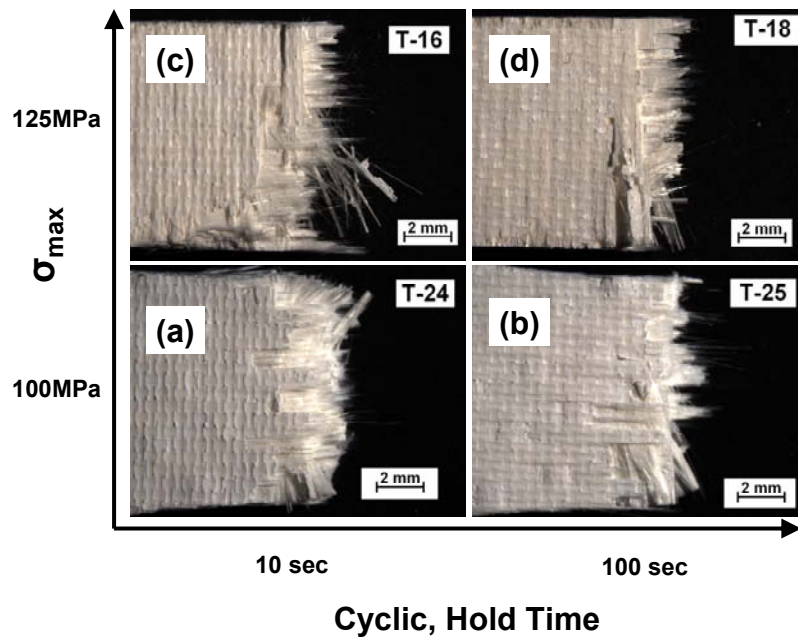 (c)
T-16
2 mm
(d)
T-18
2 mm
125MPa
σmax
(a)
T-24
2 mm
(b)
T-25
2 mm
100MPa
10 sec
100 sec
Cyclic, Hold Time